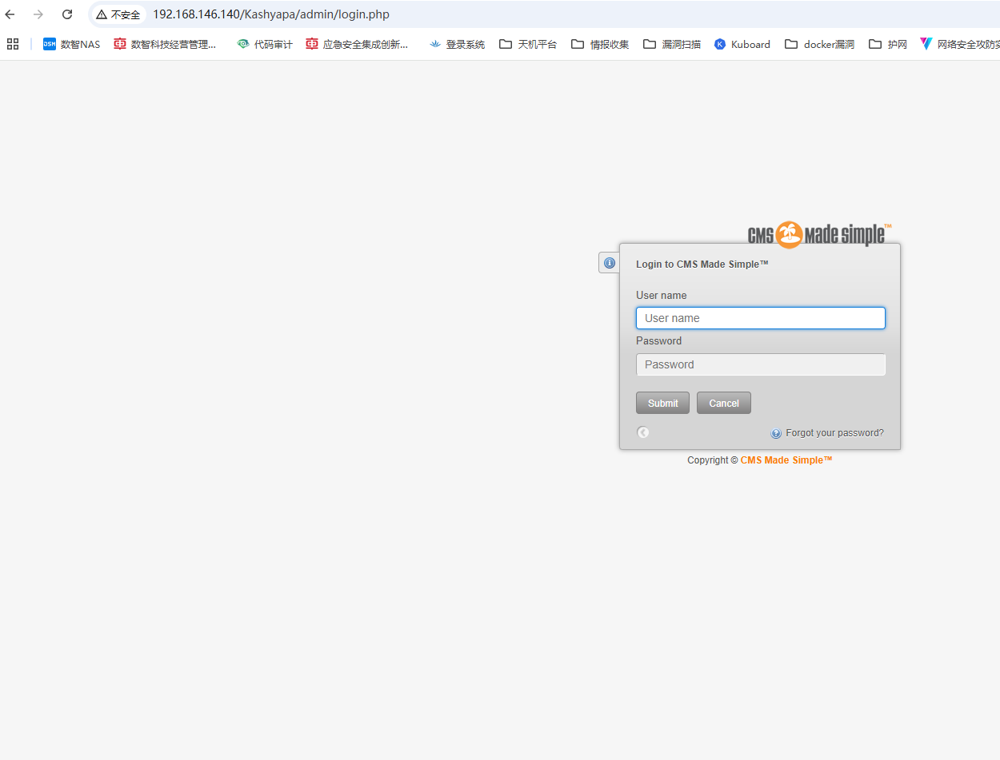 不安全 192.168.146.140/Kashyapa/admin/login.php
DSM 数智NAS 数智科技经营管理... 代码审计 应急安全集成创新... 登录系统 天机平台 情报收集 漏洞扫描 K Kuboard docker漏洞 护网 网络安全攻防实
CMS Made simple™
Login to CMS Made Simple™
User name
User name
Password
Password
Submit Cancel
Forgot your password?
Copyright © CMS Made Simple™